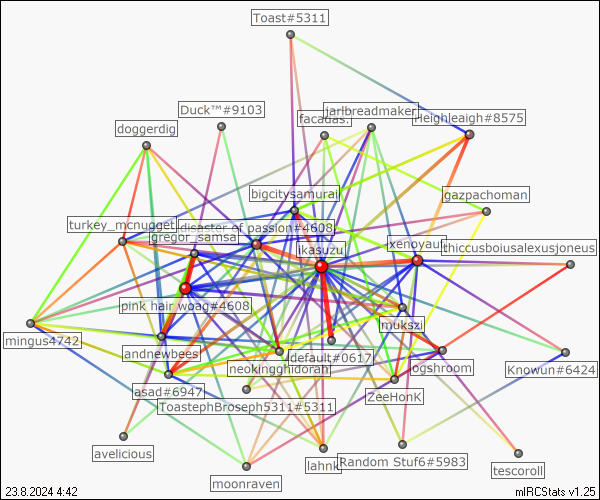 Toast#5311
Duck™#9103
jarlbreadmaker
facadas.
Heighleaigh#8575
doggerdig
bigcitysamurai
gazpachoman
turkey_mcnugget
disaster of passion#4608
gregor_samsa
ikasuzu
xenoyaut
thiccusboiusalexusjoneus
pink hair woag#4608
mukszi
mingus4742
andnewbees
default#0617
neokingghidorah
logshroom
Knowun#6424
asad#6947
ToastephBroseph5311#5311
ZeeHonk
avelicious
lahnk
Random Stuf6#5983
tescoroll
moonraven
23.8.2024 4:42
mIRCStats v1.25